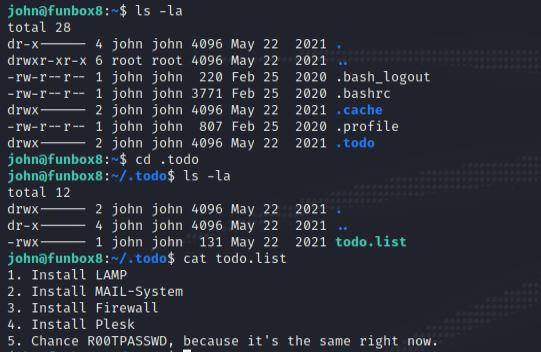 john@funbox8:~$ ls -la
total 28
dr-x------ 4 john john 4096 May 22  2021 .
drwxr-xr-x 6 root root 4096 May 22  2021 ..
-rw-r--r-- 1 john john  220 Feb 25  2020 .bash_logout
-rw-r--r-- 1 john john 3771 Feb 25  2020 .bashrc
drwx------ 2 john john 4096 May 22  2021 .cache
-rw-r--r-- 1 john john  807 Feb 25  2020 .profile
drwx------ 2 john john 4096 May 22  2021 .todo
john@funbox8:~$ cd .todo
john@funbox8:~/.todo$ ls -la
total 12
drwx------ 2 john john 4096 May 22  2021 .
dr-x------ 4 john john 4096 May 22  2021 ..
-rwx------ 1 john john  131 May 22  2021 todo.list
john@funbox8:~/.todo$ cat todo.list
1. Install LAMP
2. Install MAIL-System
3. Install Firewall
4. Install Plesk
5. Chance R00TPASSWD, because it's the same right now.